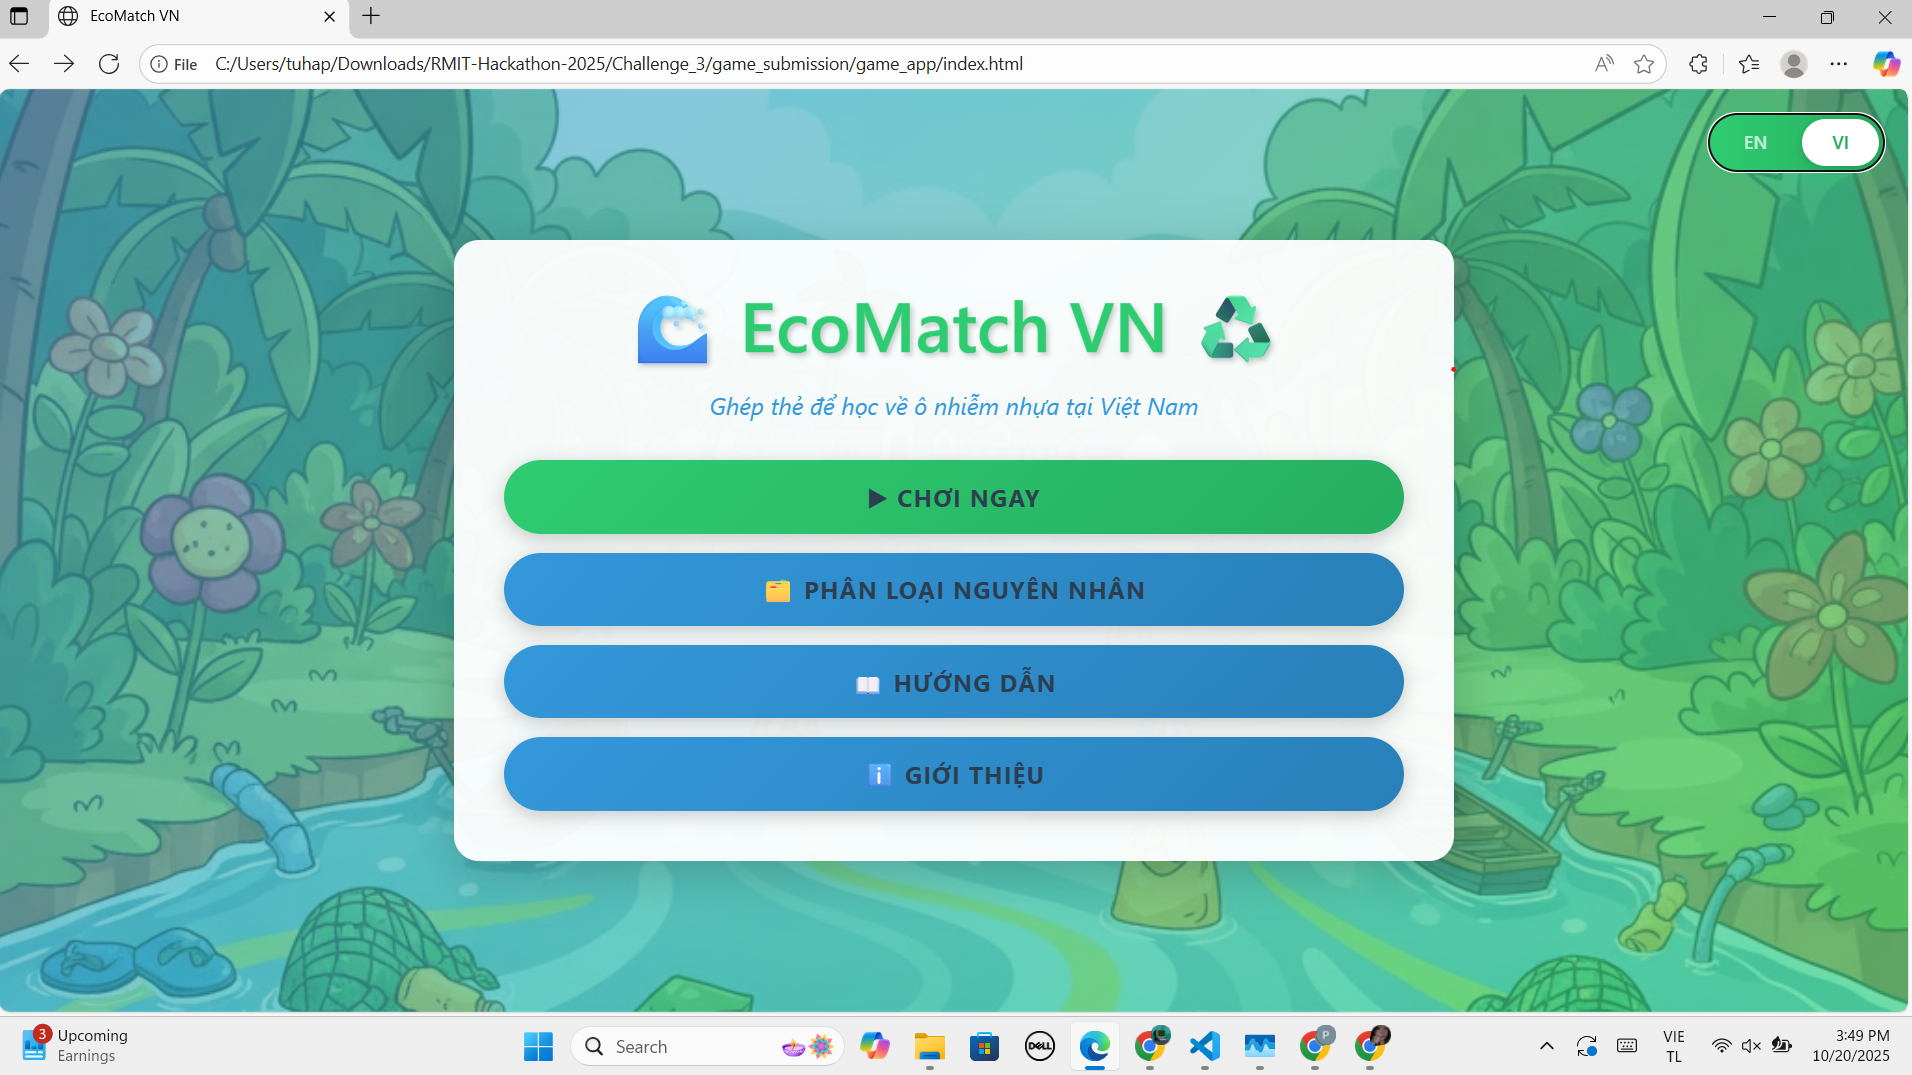 EcoMatch VN
File
C:/Users/tuhap/Downloads/RMIT-Hackathon-2025/Challenge_3/game_submission/game_app/index.html
EN VI
EcoMatch VN
Ghép thẻ để học về ô nhiễm nhựa tại Việt Nam
▶ CHƠI NGAY
PHÂN LOẠI NGUYÊN NHÂN
HƯỚNG DẪN
GIỚI THIỆU
3
Upcoming
Earnings
Search
DELL
P
VIE
TL
3:49 PM
10/20/2025